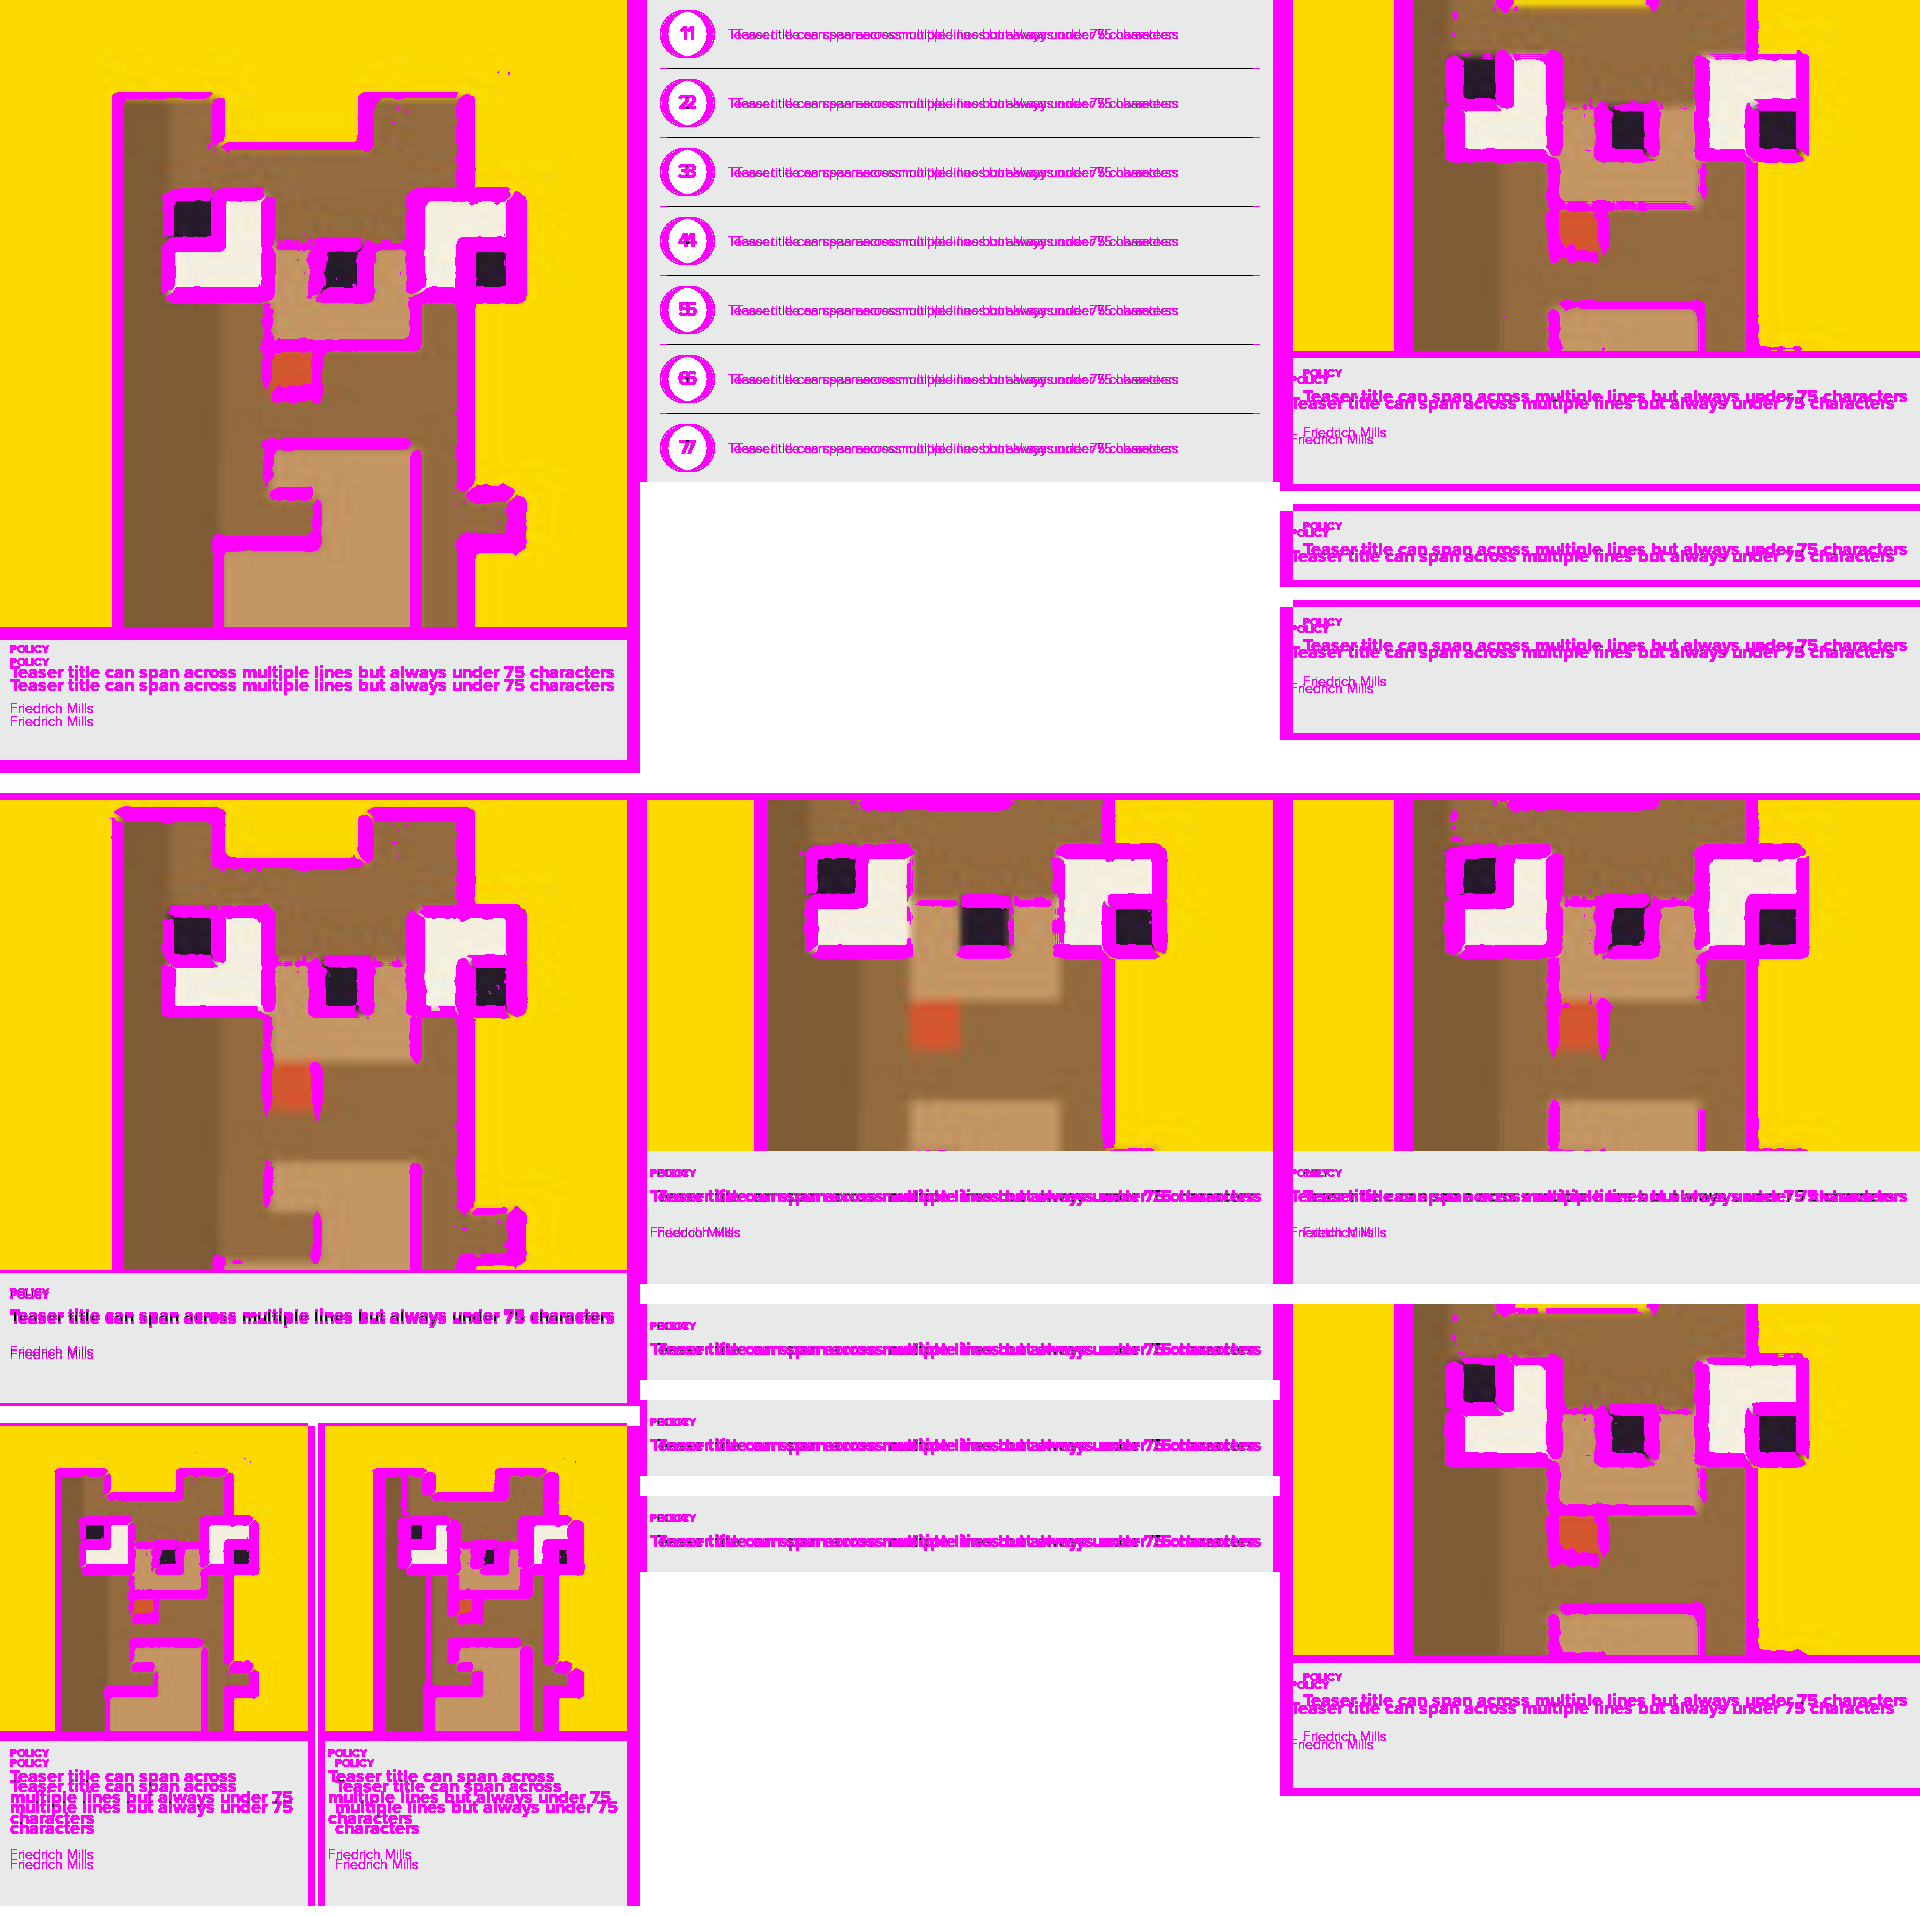 POLICY
POLICY
Teaser title can span across multiple lines but always under 75 characters
Teaser title can span across multiple lines but always under 75 characters
Friedrich Mills
Friedrich Mills
1
Teaser title can span across multiple lines but always under 75 characters
2
Teaser title can span across multiple lines but always under 75 characters
3
Teaser title can span across multiple lines but always under 75 characters
4
Teaser title can span across multiple lines but always under 75 characters
5
Teaser title can span across multiple lines but always under 75 characters
6
Teaser title can span across multiple lines but always under 75 characters
7
Teaser title can span across multiple lines but always under 75 characters
POLICY
POLICY
Teaser title can span across multiple lines but always under 75 characters
Teaser title can span across multiple lines but always under 75 characters
Friedrich Mills
Friedrich Mills
POLICY
POLICY
Teaser title can span across multiple lines but always under 75 characters
Teaser title can span across multiple lines but always under 75 characters
POLICY
POLICY
Teaser title can span across multiple lines but always under 75 characters
Teaser title can span across multiple lines but always under 75 characters
Friedrich Mills
Friedrich Mills
POLICY
Teaser title can span across multiple lines but always under 75 characters
Friedrich Mills
POLICY
POLICY
Teaser title can span across
Teaser title can span across
multiple lines but always under 75
multiple lines but always under 75
characters
characters
Friedrich Mills
Friedrich Mills
POLICY
POLICY
Teaser title can span across
Teaser title can span across
multiple lines but always under 75
multiple lines but always under 75
characters
characters
Friedrich Mills
Friedrich Mills
POLICY
Teaser title can span across multiple lines but always under 75 characters
Friedrich Mills
POLICY
Teaser title can span across multiple lines but always under 75 characters
POLICY
Teaser title can span across multiple lines but always under 75 characters
POLICY
Teaser title can span across multiple lines but always under 75 characters
POLICY
Teaser title can span across multiple lines but always under 75 characters
Friedrich Mills
POLICY
POLICY
Teaser title can span across multiple lines but always under 75 characters
Teaser title can span across multiple lines but always under 75 characters
Friedrich Mills
Friedrich Mills